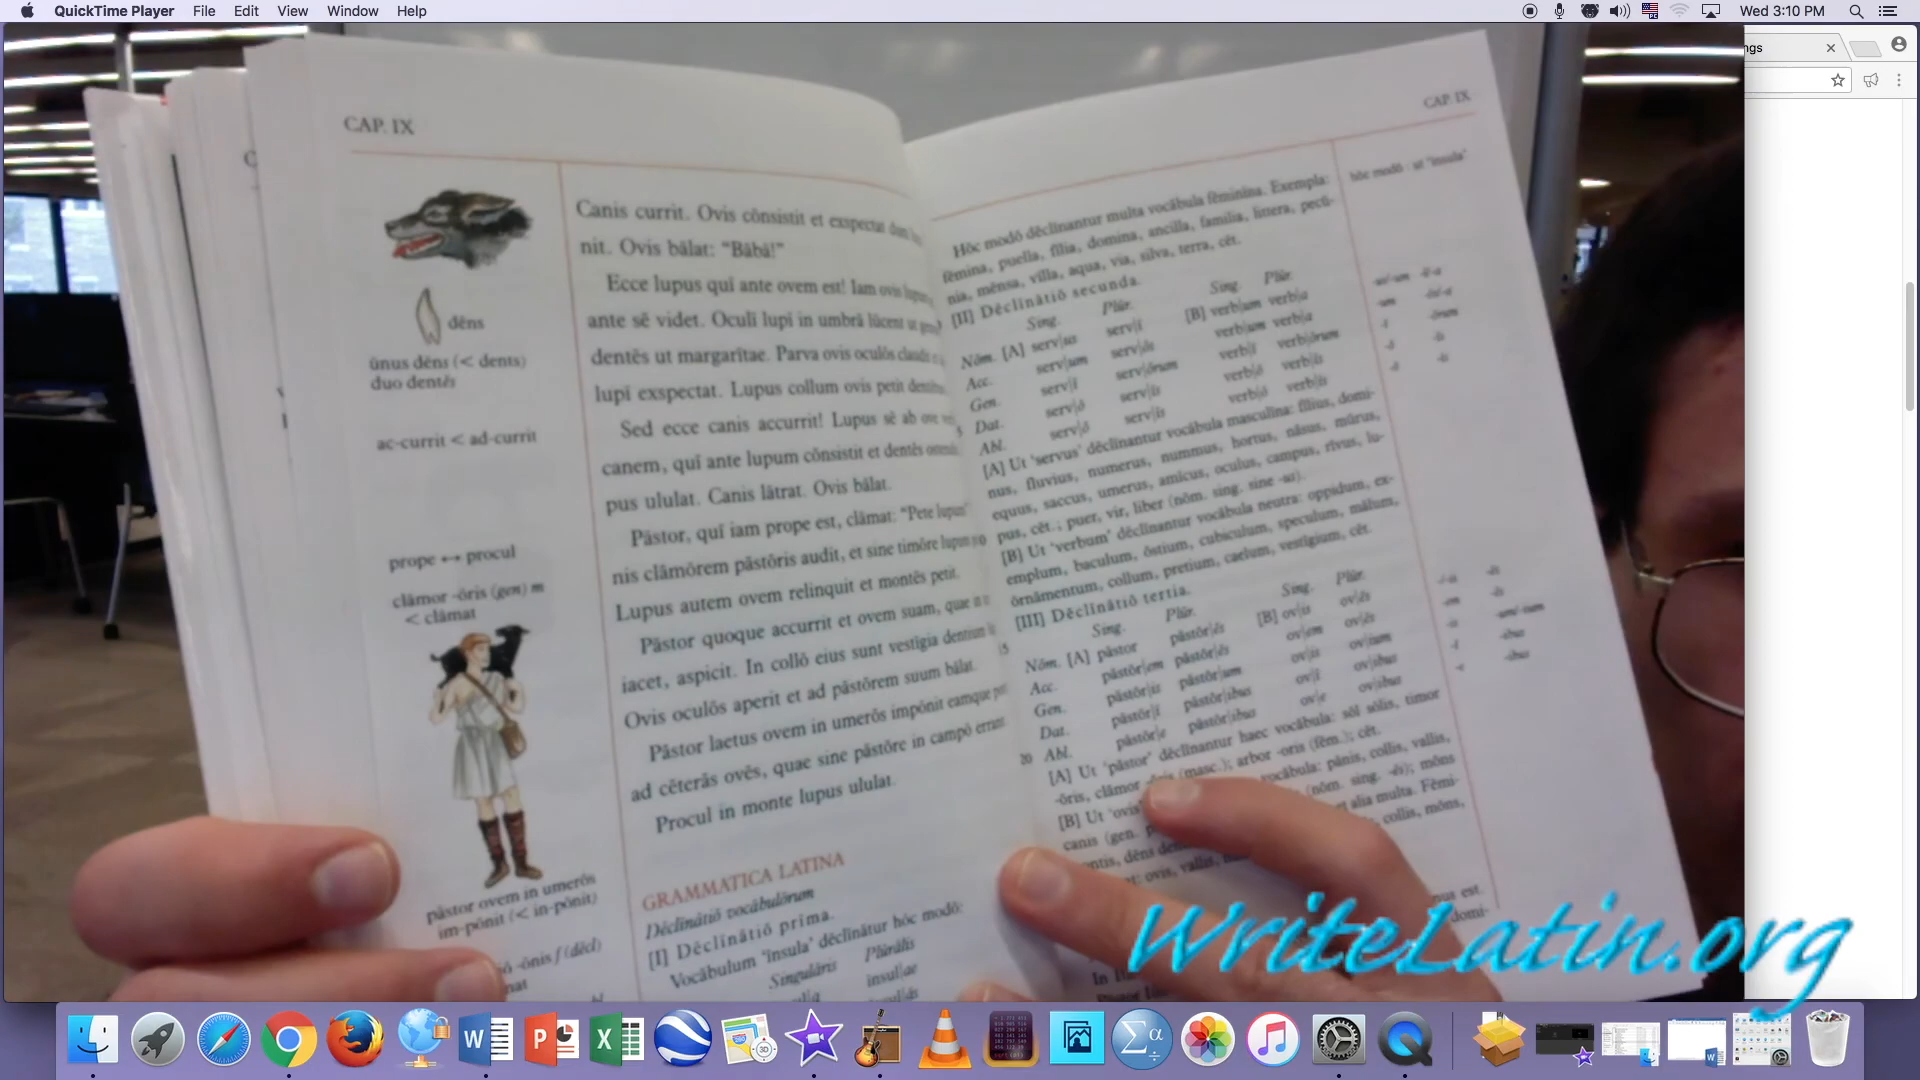 QuickTime Player File Edit View Window Help
Wed 3:10 PM
ngs
CAP. IX
dēns
ūnus dēns (< dents)
duo dentēs
ac-currit < ad-currit
prope ↔ procul
clāmor -ōris (gen) m
< clāmat
pāstor ovem in umerōs
im-pōnit (< in-pōnit)
-ōnis f (dēcl)
Canis currit. Ovis cōnsistit et exspectat dum
nit. Ovis bālat: “Bābā!”
Ecce lupus quī ante ovem est! Iam ovis lupum
ante sē videt. Oculī lupī in umbrā lūcent ut
dentēs ut margarītae. Parva ovis oculōs claudit
lupī exspectat. Lupus collum ovis petit dentibus
Sed ecce canis accurrit! Lupus sē ab ove
canem, quī ante lupum cōnsistit et dentēs
pus ululat. Canis lātrat. Ovis bālat.
Pāstor, quī iam prope est, clāmat: “Pete lupum
nis clāmōrem pāstōris audit, et sine timōre lupum
Lupus autem ovem relinquit et montēs petit.
Pāstor quoque accurrit et ovem suam, quae
iacet, aspicit. In collō eius sunt vestīgia dentium
Ovis oculōs aperit et ad pāstōrem suum bālat.
Pāstor laetus ovem in umerōs impōnit eamque
ad cēterās ovēs, quae sine pāstōre in campō errant
Procul in monte lupus ululat.
GRAMMATICA LATINA
Dēclīnātiō vocābulōrum
[I] Dēclīnātiō prīma.
Vocābulum ‘īnsula’ dēclīnātur hōc modō:
Singulāris Plūrālis
īnsul|a īnsul|ae
CAP. IX
hōc modō : ut “īnsula”
Hōc modō dēclīnantur multa vocābula fēminīna. Exempla:
fēmina, puella, fīlia, domina, ancilla, familia, littera, pecū-
nia, mēnsa, vīlla, aqua, via, silva, terra, cēt.
[II] Dēclīnātiō secunda.
Sing. Plūr. Sing. Plūr.
Nōm. [A] serv|us serv|ī [B] verb|um verb|a
Acc. serv|um serv|ōs verb|um verb|a
Gen. serv|ī serv|ōrum verb|ī verb|ōrum
Dat. serv|ō serv|īs verb|ō verb|īs
Abl. serv|ō serv|īs verb|ō verb|īs
[A] Ut ‘servus’ dēclīnantur vocābula masculīna: fīlius, domi-
nus, fluvius, numerus, nummus, hortus, nāsus, mūrus,
equus, saccus, umerus, amīcus, oculus, campus, rīvus, lu-
pus, cēt.; puer, vir, liber (nōm. sing. sine -us).
[B] Ut ‘verbum’ dēclīnantur vocābula neutra: oppidum, ex-
emplum, baculum, ōstium, cubiculum, speculum, mālum,
ōrnāmentum, collum, pretium, caelum, vestīgium, cēt.
[III] Dēclīnātiō tertia.
Sing. Plūr. Sing. Plūr.
Nōm. [A] pāstor pāstōr|ēs [B] ov|is ov|ēs
Acc. pāstōr|em pāstōr|ēs ov|em ov|ēs
Gen. pāstōr|is pāstōr|um ov|is ov|ium
Dat. pāstōr|ī pāstōr|ibus ov|ī ov|ibus
20 Abl. pāstōr|e pāstōr|ibus ov|e ov|ibus
[A] Ut ‘pāstor’ dēclīnantur haec vocābula: sōl sōlis, timor
-ōris, clāmor -ōris (masc.); arbor -oris (fēm.); cēt.
[B] Ut ‘ovis’ vocābula: pānis, collis, vallis,
canis (gen. (nōm. sing. -ēs); mōns
ontis, dēns alia multa. Fēmi-
ovis, vallis, collis, mōns,
est.
domi-
WriteLatin.org